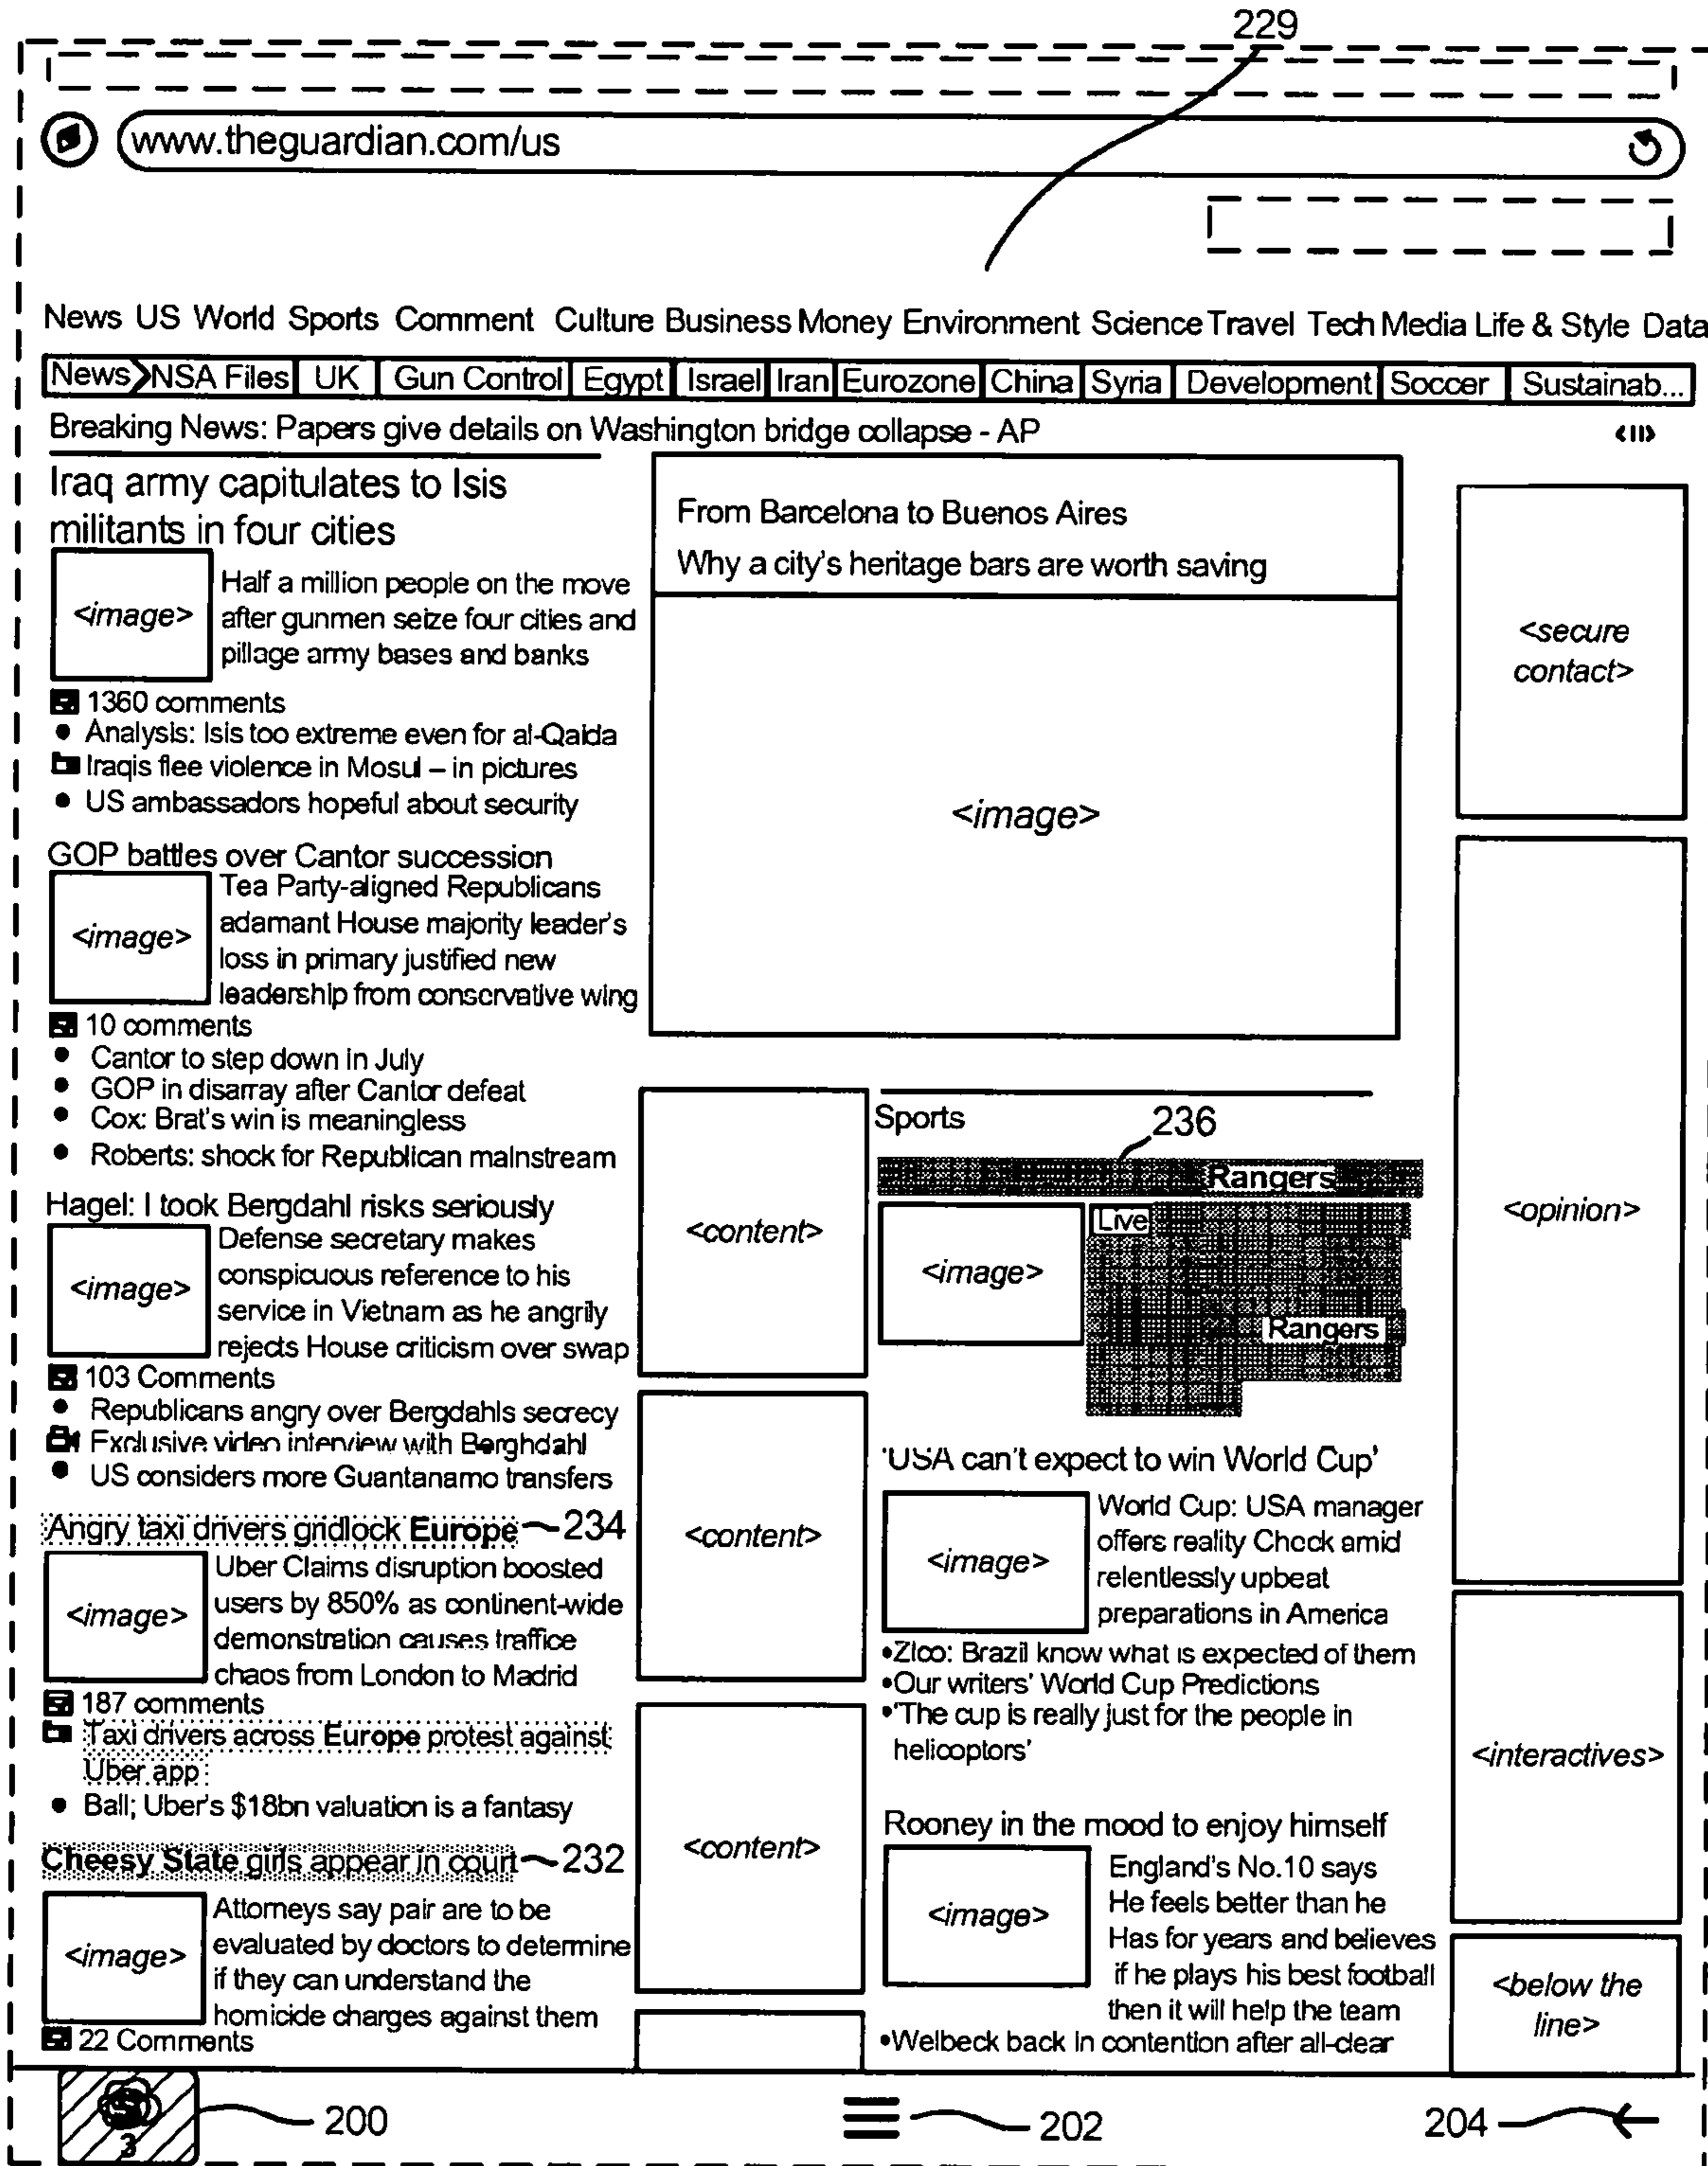 229
www.theguardian.com/us
News US World Sports Comment Culture Business Money Environment Science Travel Tech Media Life & Style Data
News NSA Files UK Gun Control Egypt Israel Iran Eurozone China Syria Development Soccer Sustainab...
Breaking News: Papers give details on Washington bridge collapse - AP
Iraq army capitulates to Isis
militants in four cities
<image>
Half a million people on the move
after gunmen seize four cities and
pillage army bases and banks
1360 comments
• Analysis: Isis too extreme even for al-Qaida
Iraqis flee violence in Mosul – in pictures
• US ambassadors hopeful about security
GOP battles over Cantor succession
<image>
Tea Party-aligned Republicans
adamant House majority leader's
loss in primary justified new
leadership from conservative wing
10 comments
• Cantor to step down in July
• GOP in disarray after Cantor defeat
• Cox: Brat's win is meaningless
• Roberts: shock for Republican mainstream
Hagel: I took Bergdahl risks seriously
<image>
Defense secretary makes
conspicuous reference to his
service in Vietnam as he angrily
rejects House criticism over swap
103 Comments
• Republicans angry over Bergdahls secrecy
Exclusive video interview with Berghdahl
• US considers more Guantanamo transfers
Angry taxi drivers gridlock Europe 234
<image>
Uber Claims disruption boosted
users by 850% as continent-wide
demonstration causes traffice
chaos from London to Madrid
187 comments
Taxi drivers across Europe protest against
Uber app
• Ball; Uber's $18bn valuation is a fantasy
Cheesy State girls appear in court 232
<image>
Attorneys say pair are to be
evaluated by doctors to determine
if they can understand the
homicide charges against them
22 Comments
From Barcelona to Buenos Aires
Why a city's heritage bars are worth saving
<image>
<content>
<content>
<content>
Sports
236
Rangers
<image>
Live
Rangers
'USA can't expect to win World Cup'
<image>
World Cup: USA manager
offers reality Check amid
relentlessly upbeat
preparations in America
•Zico: Brazil know what is expected of them
•Our writers' World Cup Predictions
•'The cup is really just for the people in
helicoptors'
Rooney in the mood to enjoy himself
<image>
England's No.10 says
He feels better than he
Has for years and believes
if he plays his best football
then it will help the team
•Welbeck back in contention after all-clear
<secure
contact>
<opinion>
<interactives>
<below the
line>
3
200
202
204